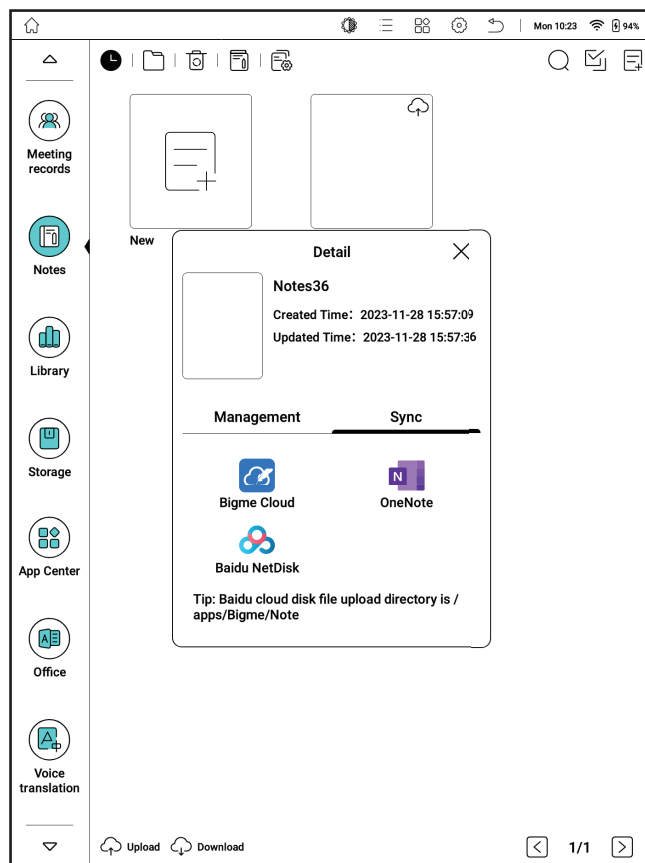 Mon 10:23
94%
Meeting
records
Notes
Library
Storage
App Center
Office
Voice
translation
New
Detail
Notes36
Created Time: 2023-11-28 15:57:09
Updated Time: 2023-11-28 15:57:36
Management
Sync
Bigme Cloud
N
OneNote
Baidu NetDisk
Tip: Baidu cloud disk file upload directory is /
apps/Bigme/Note
Upload
Download
1/1